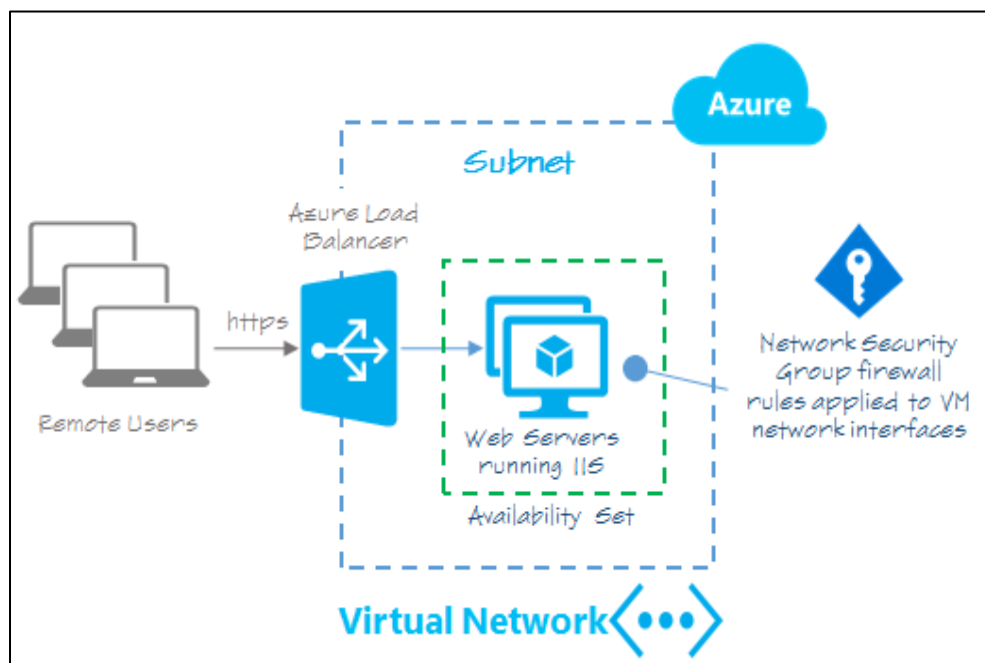 Azure
Subnet
Azure Load
Balancer
https
Remote Users
Web Servers
running IIS
Availability Set
Network Security
Group firewall
rules applied to VM
network interfaces
Virtual Network